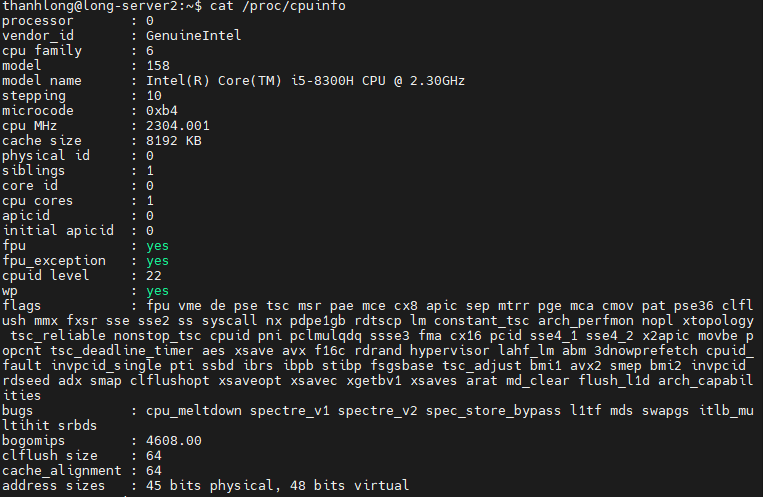 thanhlong@long-server2:~$ cat /proc/cpuinfo
processor : 0
vendor_id : GenuineIntel
cpu family : 6
model : 158
model name : Intel(R) Core(TM) i5-8300H CPU @ 2.30GHz
stepping : 10
microcode : 0xb4
cpu MHz : 2304.001
cache size : 8192 KB
physical id : 0
siblings : 1
core id : 0
cpu cores : 1
apicid : 0
initial apicid : 0
fpu : yes
fpu_exception : yes
cpuid level : 22
wp : yes
flags : fpu vme de pse tsc msr pae mce cx8 apic sep mtrr pge mca cmov pat pse36 clfl
ush mmx fxsr sse sse2 ss syscall nx pdpe1gb rdtscp lm constant_tsc arch_perfmon nopl xtopology
tsc_reliable nonstop_tsc cpuid pni pclmulqdq ssse3 fma cx16 pcid sse4_1 sse4_2 x2apic movbe p
opcnt tsc_deadline_timer aes xsave avx f16c rdrand hypervisor lahf_lm abm 3dnowprefetch cpuid_
fault invpcid_single pti ssbd ibrs ibpb stibp fsgsbase tsc_adjust bmi1 avx2 smep bmi2 invpcid
rdseed adx smap clflushopt xsaveopt xsavec xgetbv1 xsaves arat md_clear flush_l1d arch_capabil
ities
bugs : cpu_meltdown spectre_v1 spectre_v2 spec_store_bypass l1tf mds swapgs itlb_mu
ltihit srbds
bogomips : 4608.00
clflush size : 64
cache_alignment : 64
address sizes : 45 bits physical, 48 bits virtual